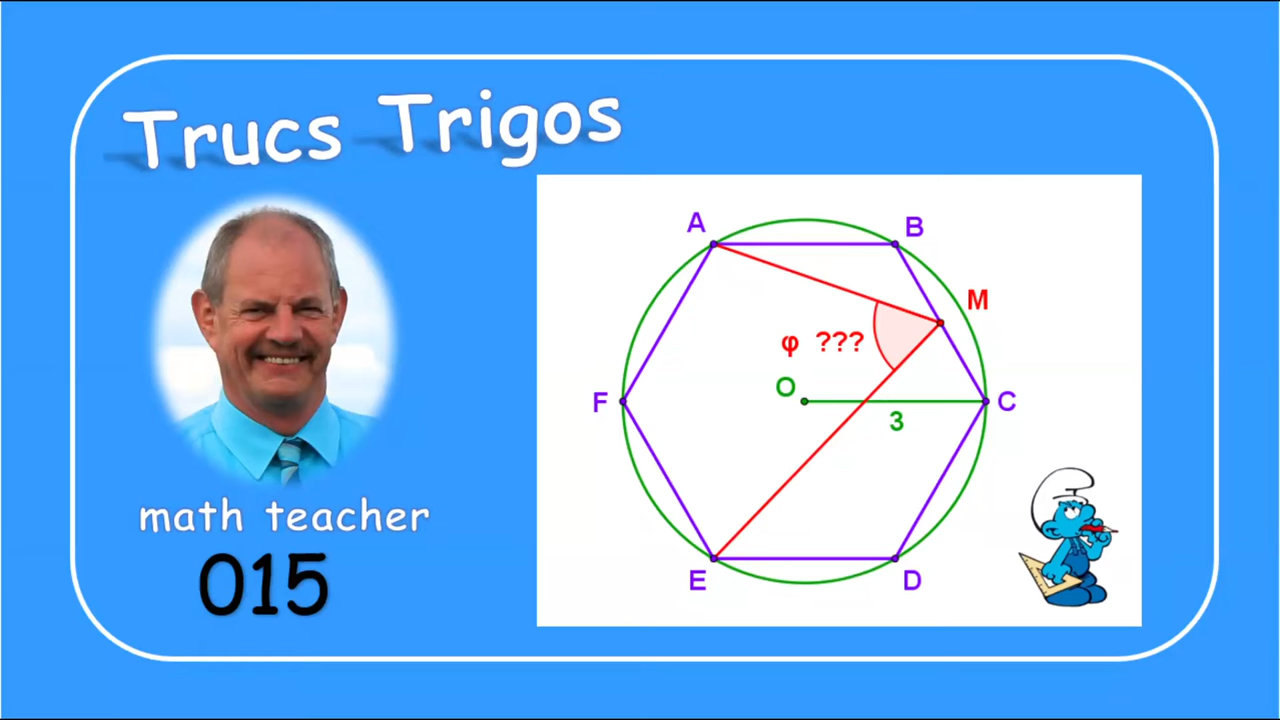 Trucs Trigos
math teacher
015
A
B
M
φ ???
O
F
C
3
E
D